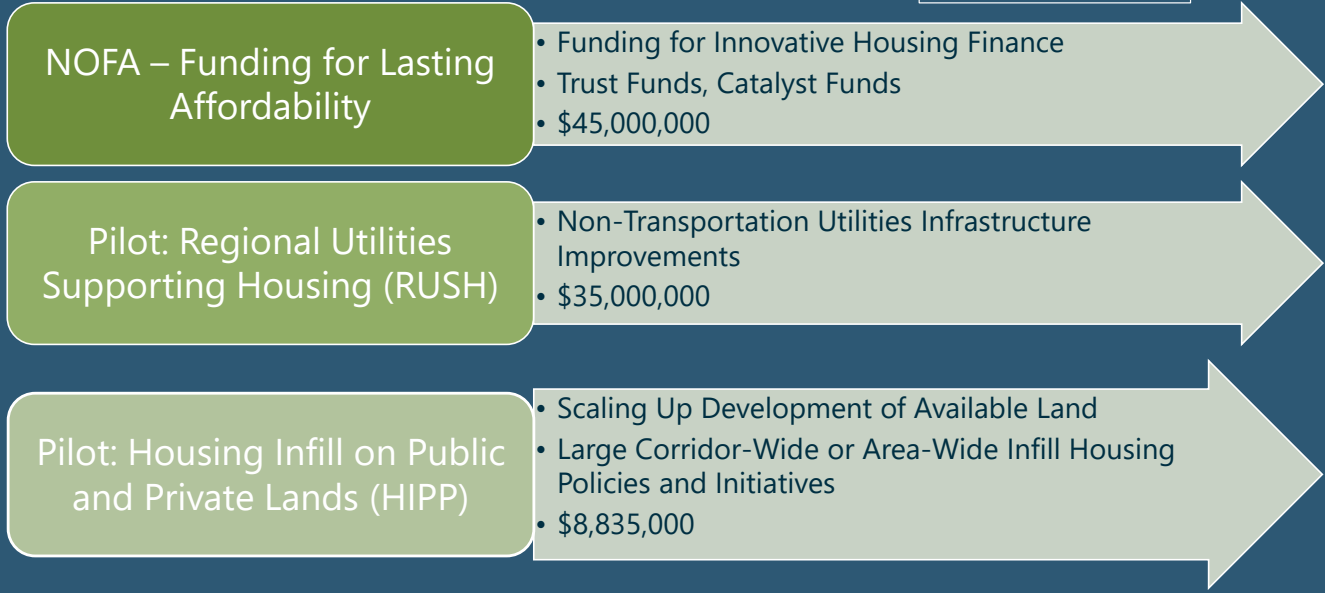 NOFA – Funding for Lasting
Affordability
• Funding for Innovative Housing Finance
• Trust Funds, Catalyst Funds
• $45,000,000
Pilot: Regional Utilities
Supporting Housing (RUSH)
• Non-Transportation Utilities Infrastructure
Improvements
• $35,000,000
Pilot: Housing Infill on Public
and Private Lands (HIPP)
• Scaling Up Development of Available Land
• Large Corridor-Wide or Area-Wide Infill Housing
Policies and Initiatives
• $8,835,000